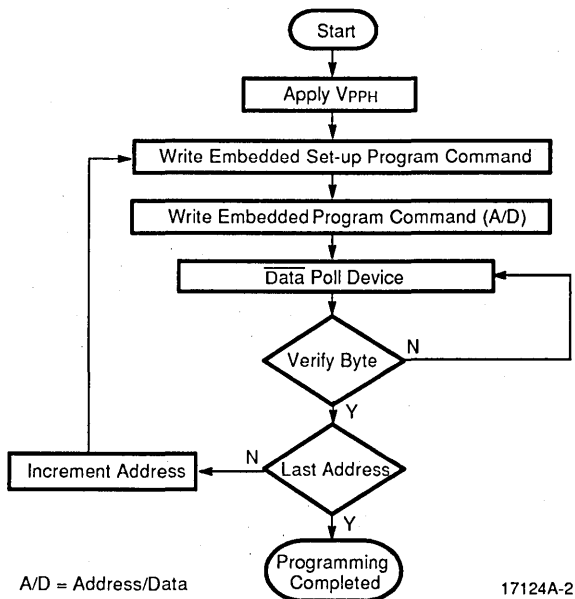 Start
Apply VPPH
Write Embedded Set-up Program Command
Write Embedded Program Command (A/D)
Data Poll Device
Verify Byte
N
Y
Increment Address
N
Last Address
Y
Programming
Completed
A/D = Address/Data
17124A-2